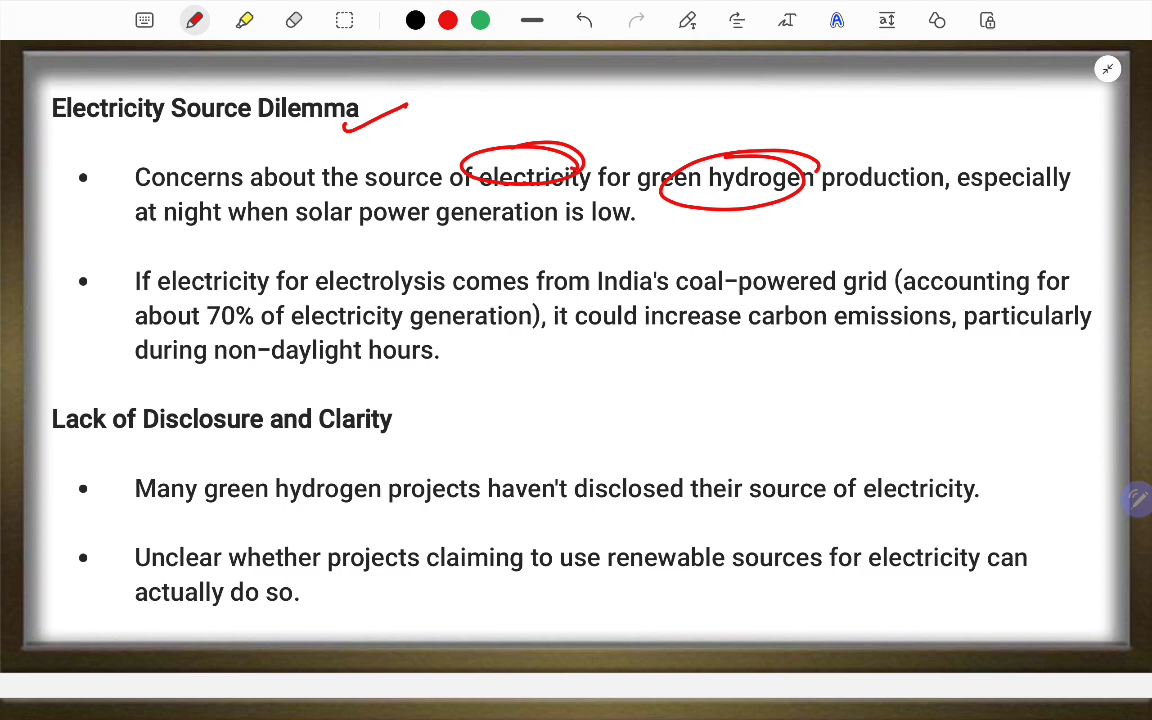 Electricity Source Dilemma
• Concerns about the source of electricity for green hydrogen production, especially
at night when solar power generation is low.
• If electricity for electrolysis comes from India's coal-powered grid (accounting for
about 70% of electricity generation), it could increase carbon emissions, particularly
during non-daylight hours.
Lack of Disclosure and Clarity
• Many green hydrogen projects haven't disclosed their source of electricity.
• Unclear whether projects claiming to use renewable sources for electricity can
actually do so.